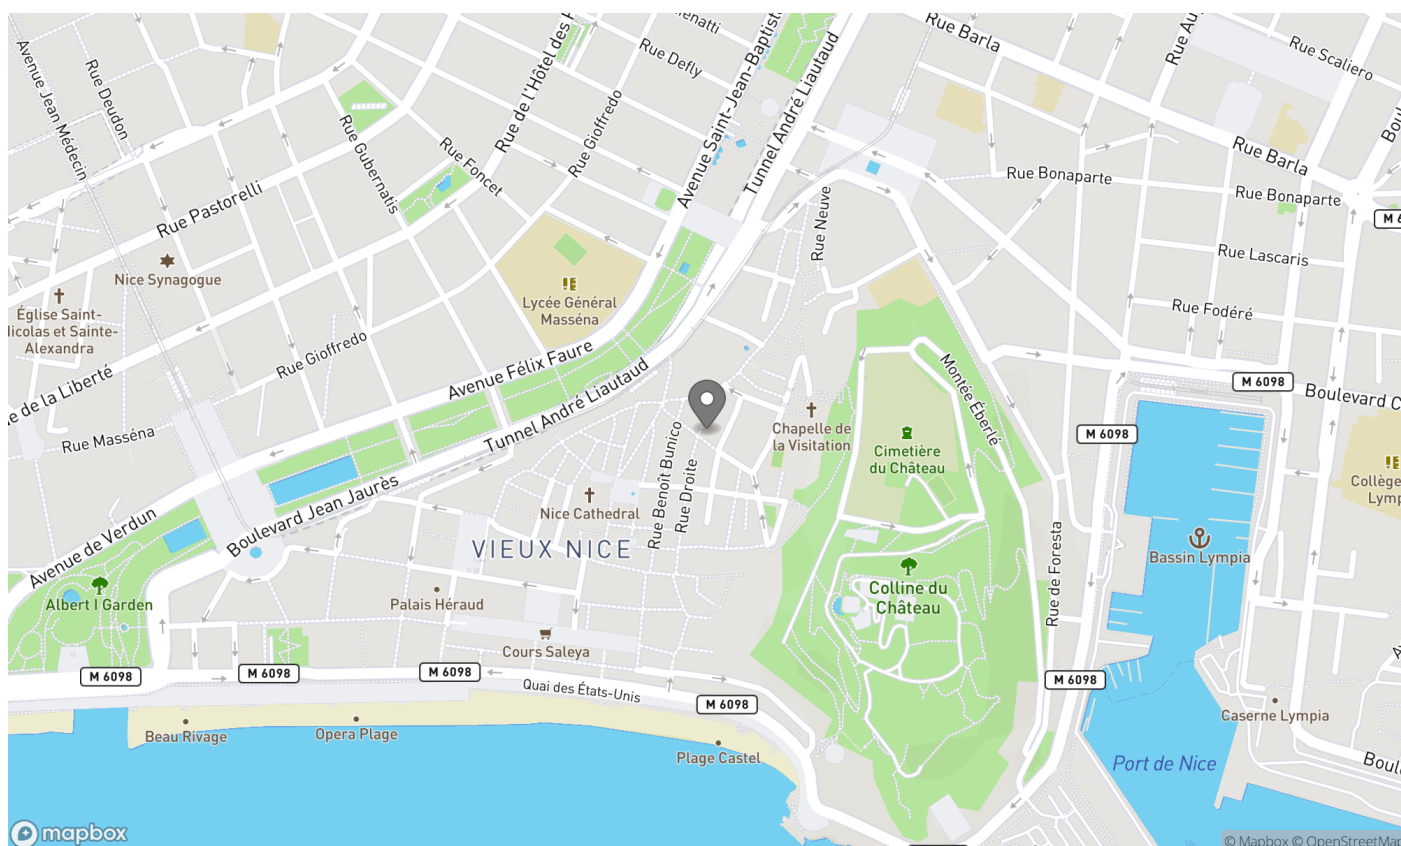 Rue Barla
Rue Scaliero
Rue Defly
Avenue Jean Médecin
Rue Deudon
Rue de l'Hôtel des
Avenue Saint-Jean-Baptist
Tunnel André Liautaud
Rue Gioffredo
Rue Gubernatis
Rue Foncet
Rue Barla
Rue Bonaparte
Rue Bonaparte
Rue Pastorelli
Rue Neuve
Rue Lascaris
Nice Synagogue
Lycée Général
Masséna
Église Saint-
Nicolas et Sainte-
Alexandra
Rue Fodéré
Rue Gioffredo
Avenue Félix Faure
Tunnel André Liautaud
Montée Éberlé
M 6098
Boulevard C
e de la Liberté
Rue Masséna
Chapelle de
la Visitation
M 6098
Cimetière
du Château
Rue Benoît Bunico
Rue Droite
Collège
Lymp
Nice Cathedral
Avenue de Verdun
Boulevard Jean Jaurès
VIEUX NICE
Bassin Lympia
Rue de Foresta
Colline du
Château
Albert I Garden
Palais Héraud
Cours Saleya
M 6098
M 6098
M 6098
M 6098
M 6098
Quai des États-Unis
Beau Rivage
Opera Plage
Plage Castel
Caserne Lympia
Port de Nice
Boul
mapbox
© Mapbox © OpenStreetMap